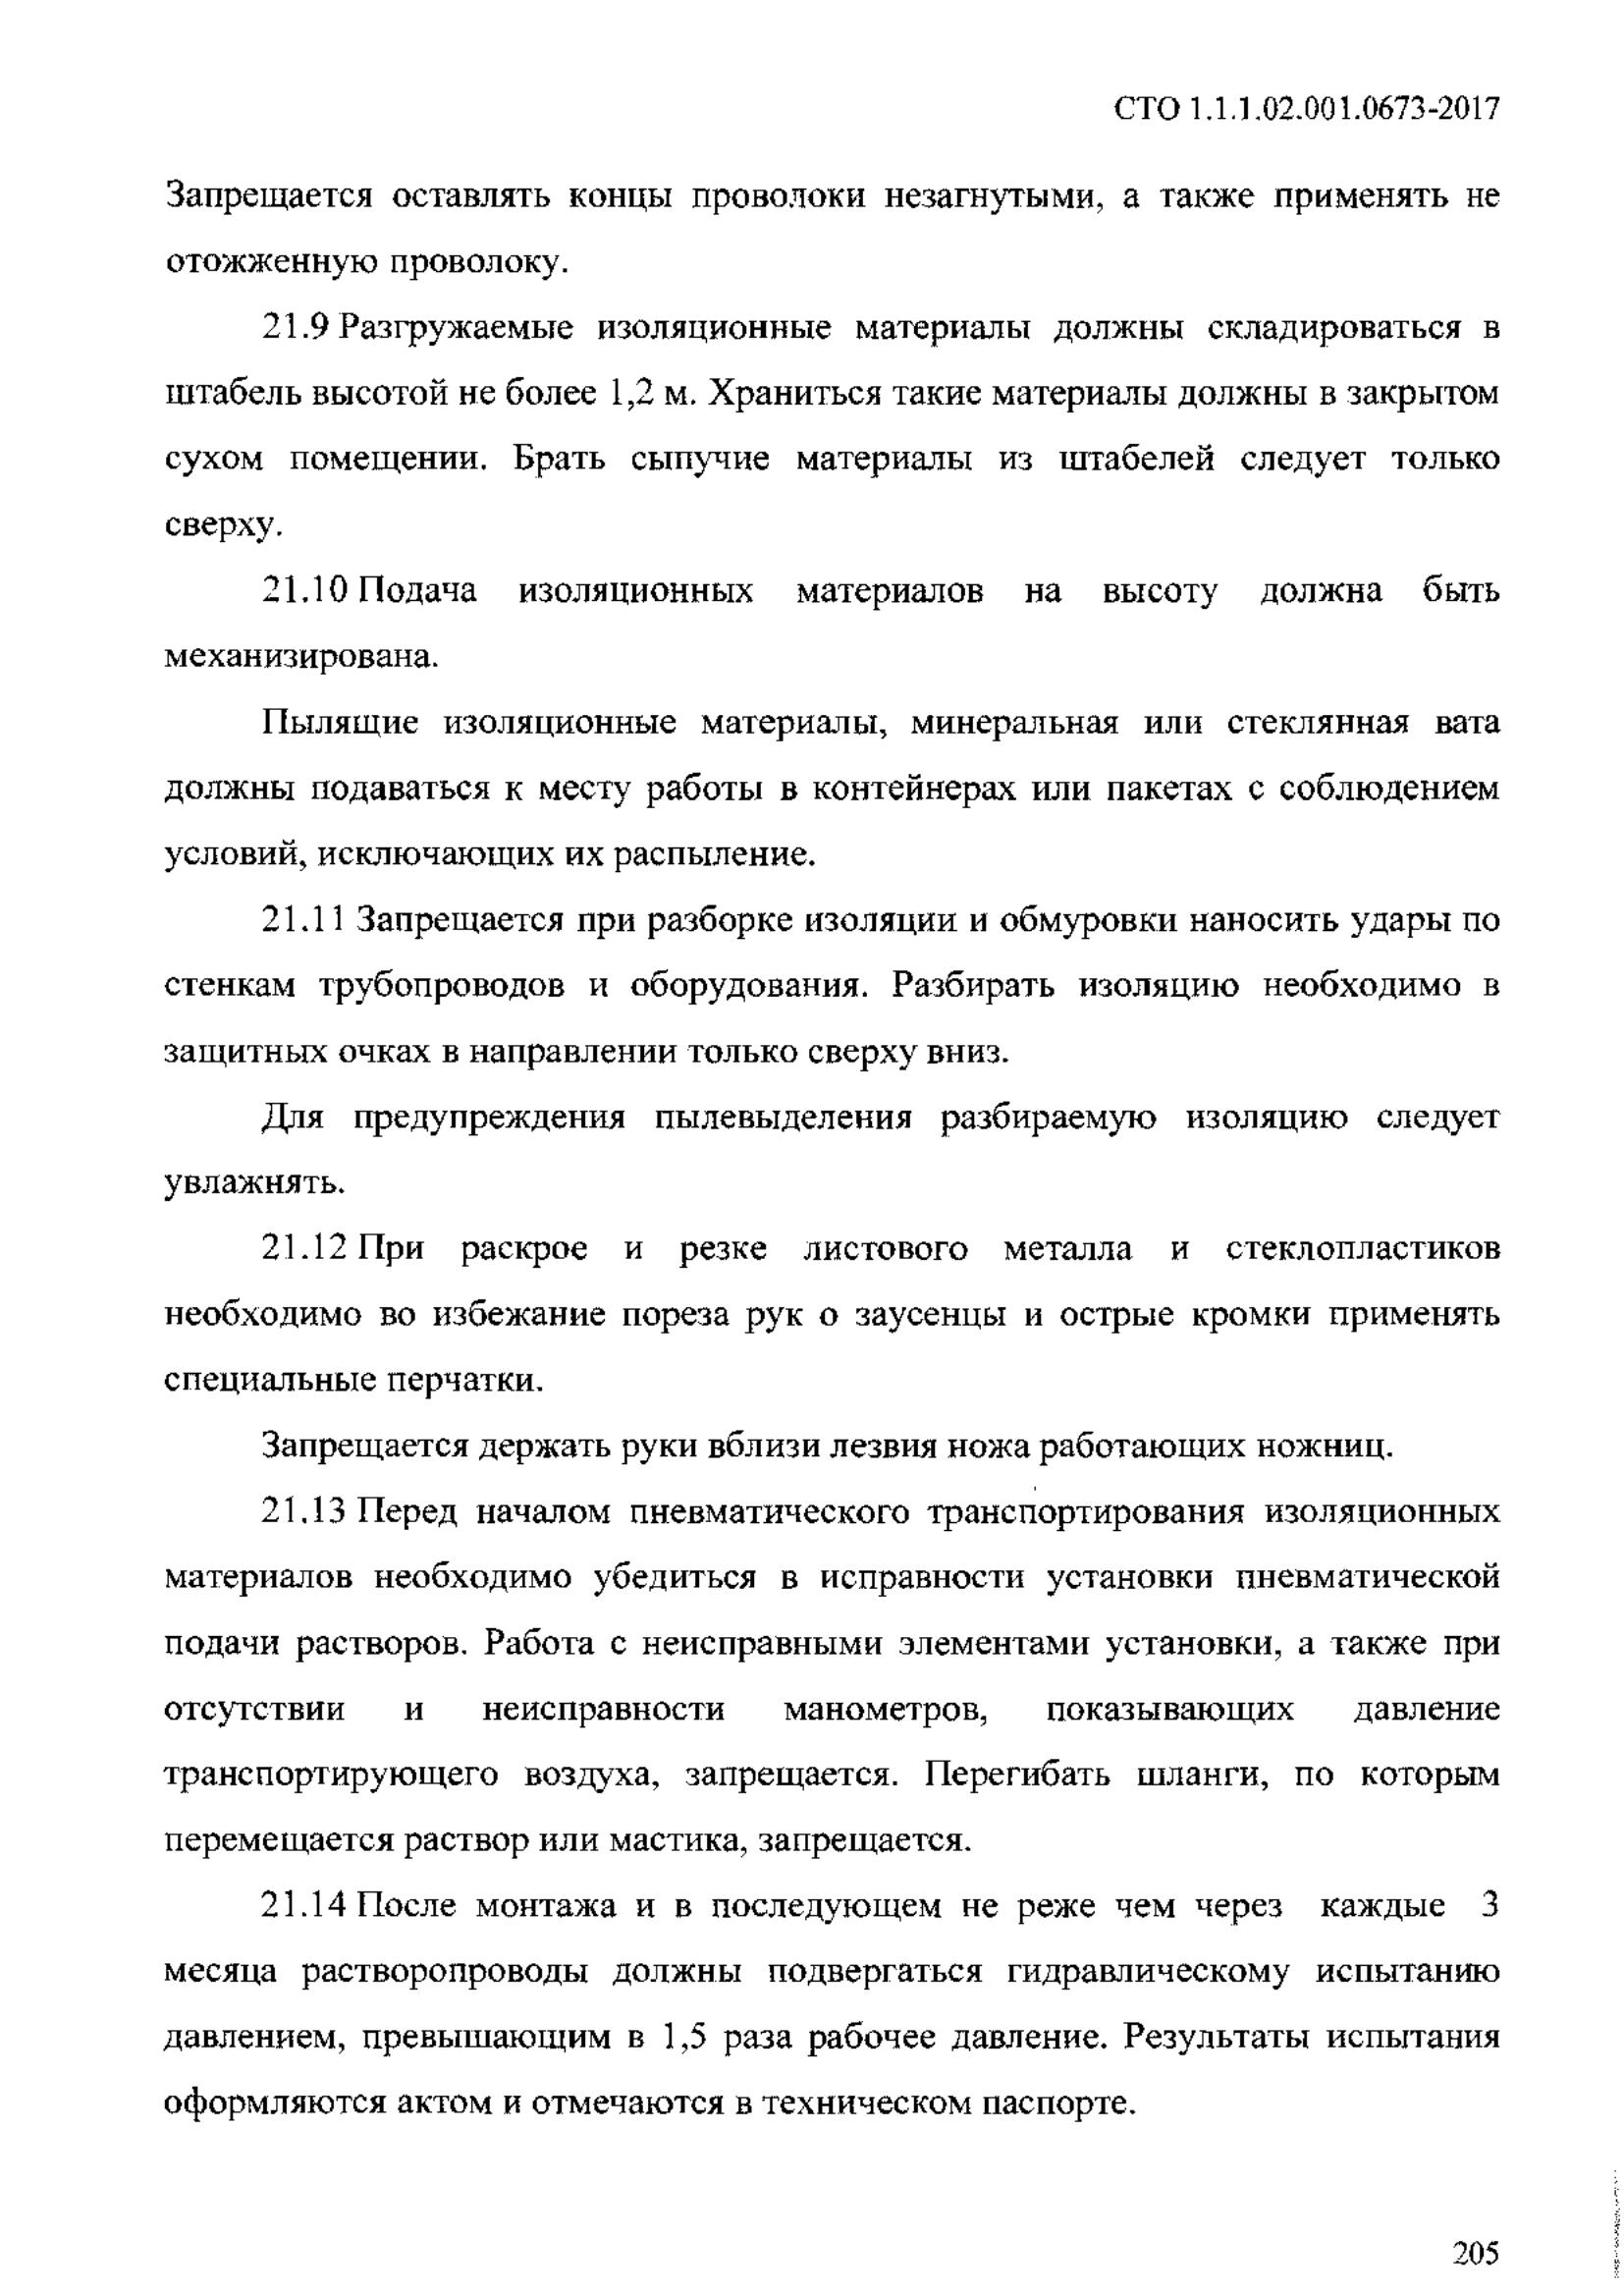 СТО 1.1.1.02.001.0673-2017
Запрещается оставлять концы проволоки незагнутыми, а также применять не
отожженную проволоку.
21.9 Разгружаемые изоляционные материалы должны складироваться в
штабель высотой не более 1,2 м. Храниться такие материалы должны в закрытом
сухом помещении. Брать сыпучие материалы из штабелей следует только
сверху.
21.10 Подача изоляционных материалов на высоту должна быть
механизирована.
Пылящие изоляционные материалы, минеральная или стеклянная вата
должны подаваться к месту работы в контейнерах или пакетах с соблюдением
условий, исключающих их распыление.
21.11 Запрещается при разборке изоляции и обмуровки наносить удары по
стенкам трубопроводов и оборудования. Разбирать изоляцию необходимо в
защитных очках в направлении только сверху вниз.
Для предупреждения пылевыделения разбираемую изоляцию следует
увлажнять.
21.12 При раскрое и резке листового металла и стеклопластиков
необходимо во избежание пореза рук о заусенцы и острые кромки применять
специальные перчатки.
Запрещается держать руки вблизи лезвия ножа работающих ножниц.
21.13 Перед началом пневматического транспортирования изоляционных
материалов необходимо убедиться в исправности установки пневматической
подачи растворов. Работа с неисправными элементами установки, а также при
отсутствии и неисправности манометров, показывающих давление
транспортирующего воздуха, запрещается. Перегибать шланги, по которым
перемещается раствор или мастика, запрещается.
21.14 После монтажа и в последующем не реже чем через каждые 3
месяца растворопроводы должны подвергаться гидравлическому испытанию
давлением, превышающим в 1,5 раза рабочее давление. Результаты испытания
оформляются актом и отмечаются в техническом паспорте.
205